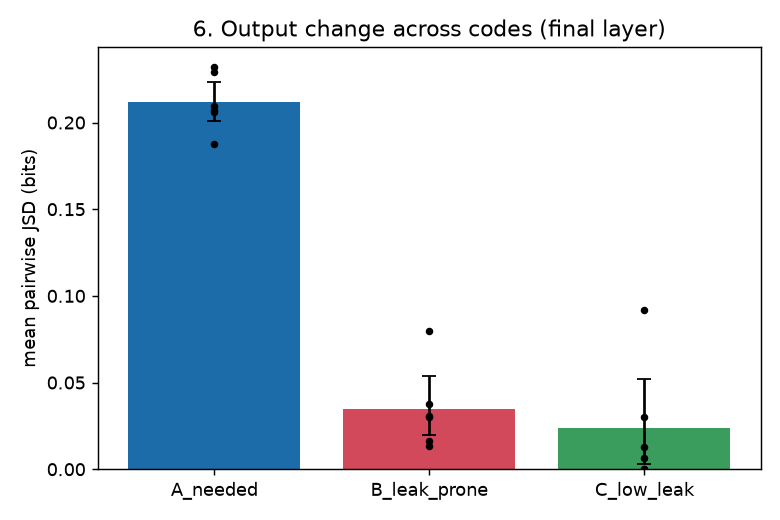 6. Output change across codes (final layer)
mean pairwise JSD (bits)
0.20
0.15
0.10
0.05
0.00
A_needed
B_leak_prone
C_low_leak